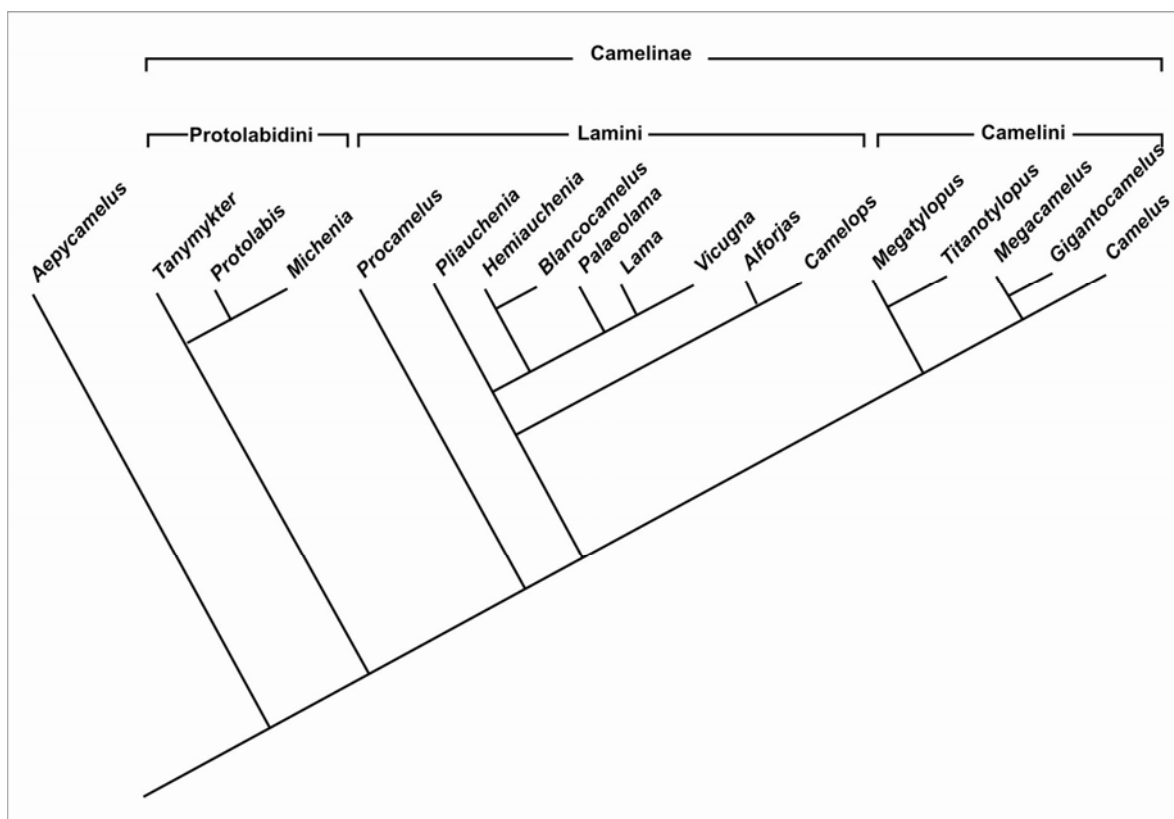 Camelinae
Protolabidini
Lamini
Camelini
Aepycamelus
Tanymykter
Protolabis
Michenia
Procamelus
Pliauchenia
Hemiauchenia
Blancocamelus
Palaeolama
Lama
Vicugna
Alforjas
Camelops
Megatylopus
Titanotylopus
Megacamelus
Gigantocamelus
Camelus